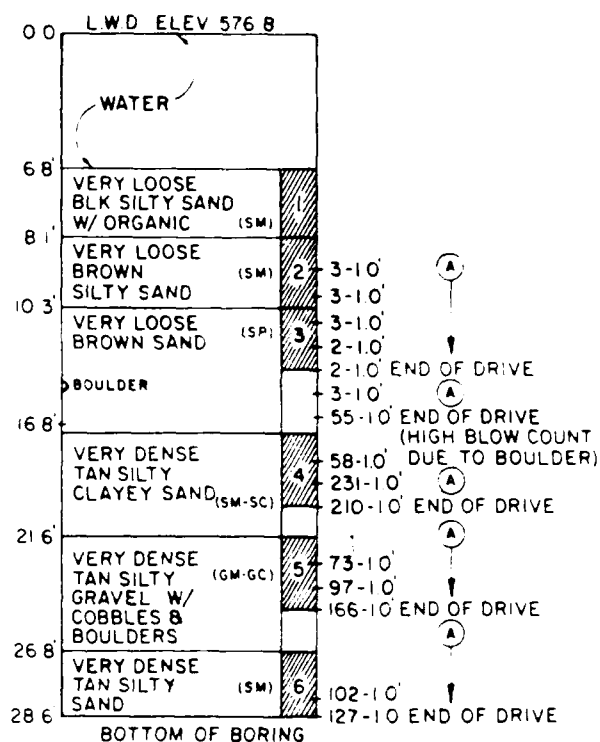 L.W.D ELEV 576 8
0 0
WATER
6 8'
VERY LOOSE
BLK SILTY SAND
W/ ORGANIC (SM)
1
8 1'
VERY LOOSE
BROWN (SM)
SILTY SAND
2
3-1 0'
A
3-1.0'
10 3'
VERY LOOSE (SP)
BROWN SAND
3
3-1.0'
2-1.0'
2-1.0' END OF DRIVE
BOULDER
3-1 0'
A
55-1 0' END OF DRIVE
(HIGH BLOW COUNT
DUE TO BOULDER)
16 8'
VERY DENSE
TAN SILTY
CLAYEY SAND (SM-SC)
4
58-1.0'
231-1 0'
A
210-1 0' END OF DRIVE
21 6'
A
VERY DENSE
TAN SILTY (GM-GC)
GRAVEL W/
COBBLES &
BOULDERS
5
73-1 0'
97-1 0'
166-1 0' END OF DRIVE
A
26 8'
VERY DENSE
TAN SILTY (SM)
SAND
6
102-1 0'
28 6'
127-1 0 END OF DRIVE
BOTTOM OF BORING